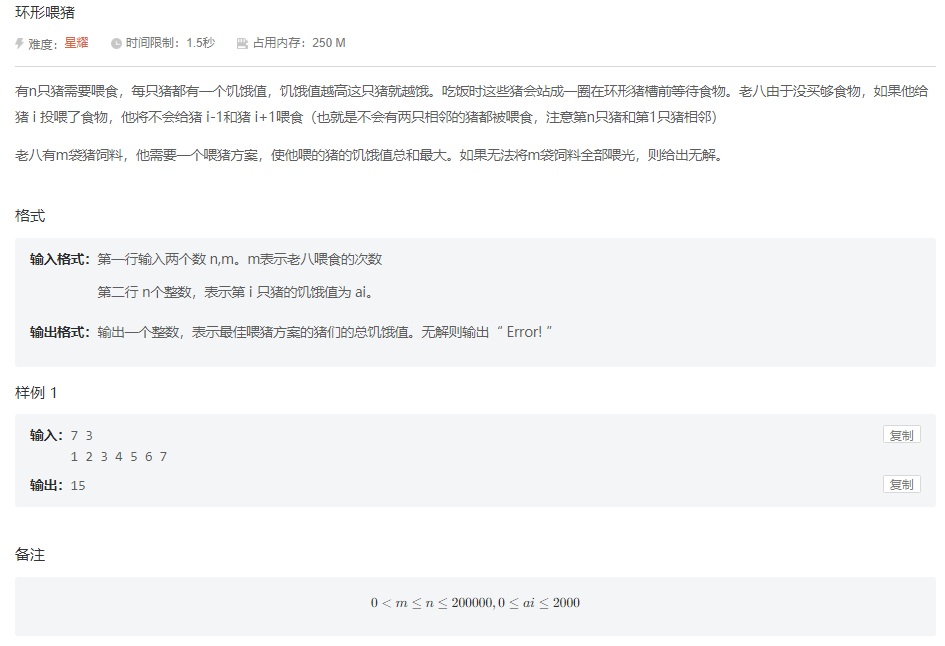 环形喂猪
难度：星耀 时间限制：1.5秒 占用内存：250 M
有n只猪需要喂食，每只猪都有一个饥饿值，饥饿值越高这只猪就越饿。吃饭时这些猪会站成一圈在环形猪槽前等待食物。老八由于没买够食物，如果他给
猪 i 投喂了食物，他将不会给猪 i-1和猪 i+1喂食（也就是不会有两只相邻的猪都被喂食，注意第n只猪和第1只猪相邻）
老八有m袋猪饲料，他需要一个喂猪方案，使他喂的猪的饥饿值总和最大。如果无法将m袋饲料全部喂光，则给出无解。
格式
输入格式：第一行输入两个数 n,m。m表示老八喂食的次数
第二行 n个整数，表示第 i 只猪的饥饿值为 ai。
输出格式：输出一个整数，表示最佳喂猪方案的猪们的总饥饿值。无解则输出“ Error! ”
样例 1
输入：7 3 复制
1 2 3 4 5 6 7
输出：15 复制
备注
0 < m ≤ n ≤ 200000, 0 ≤ ai ≤ 2000